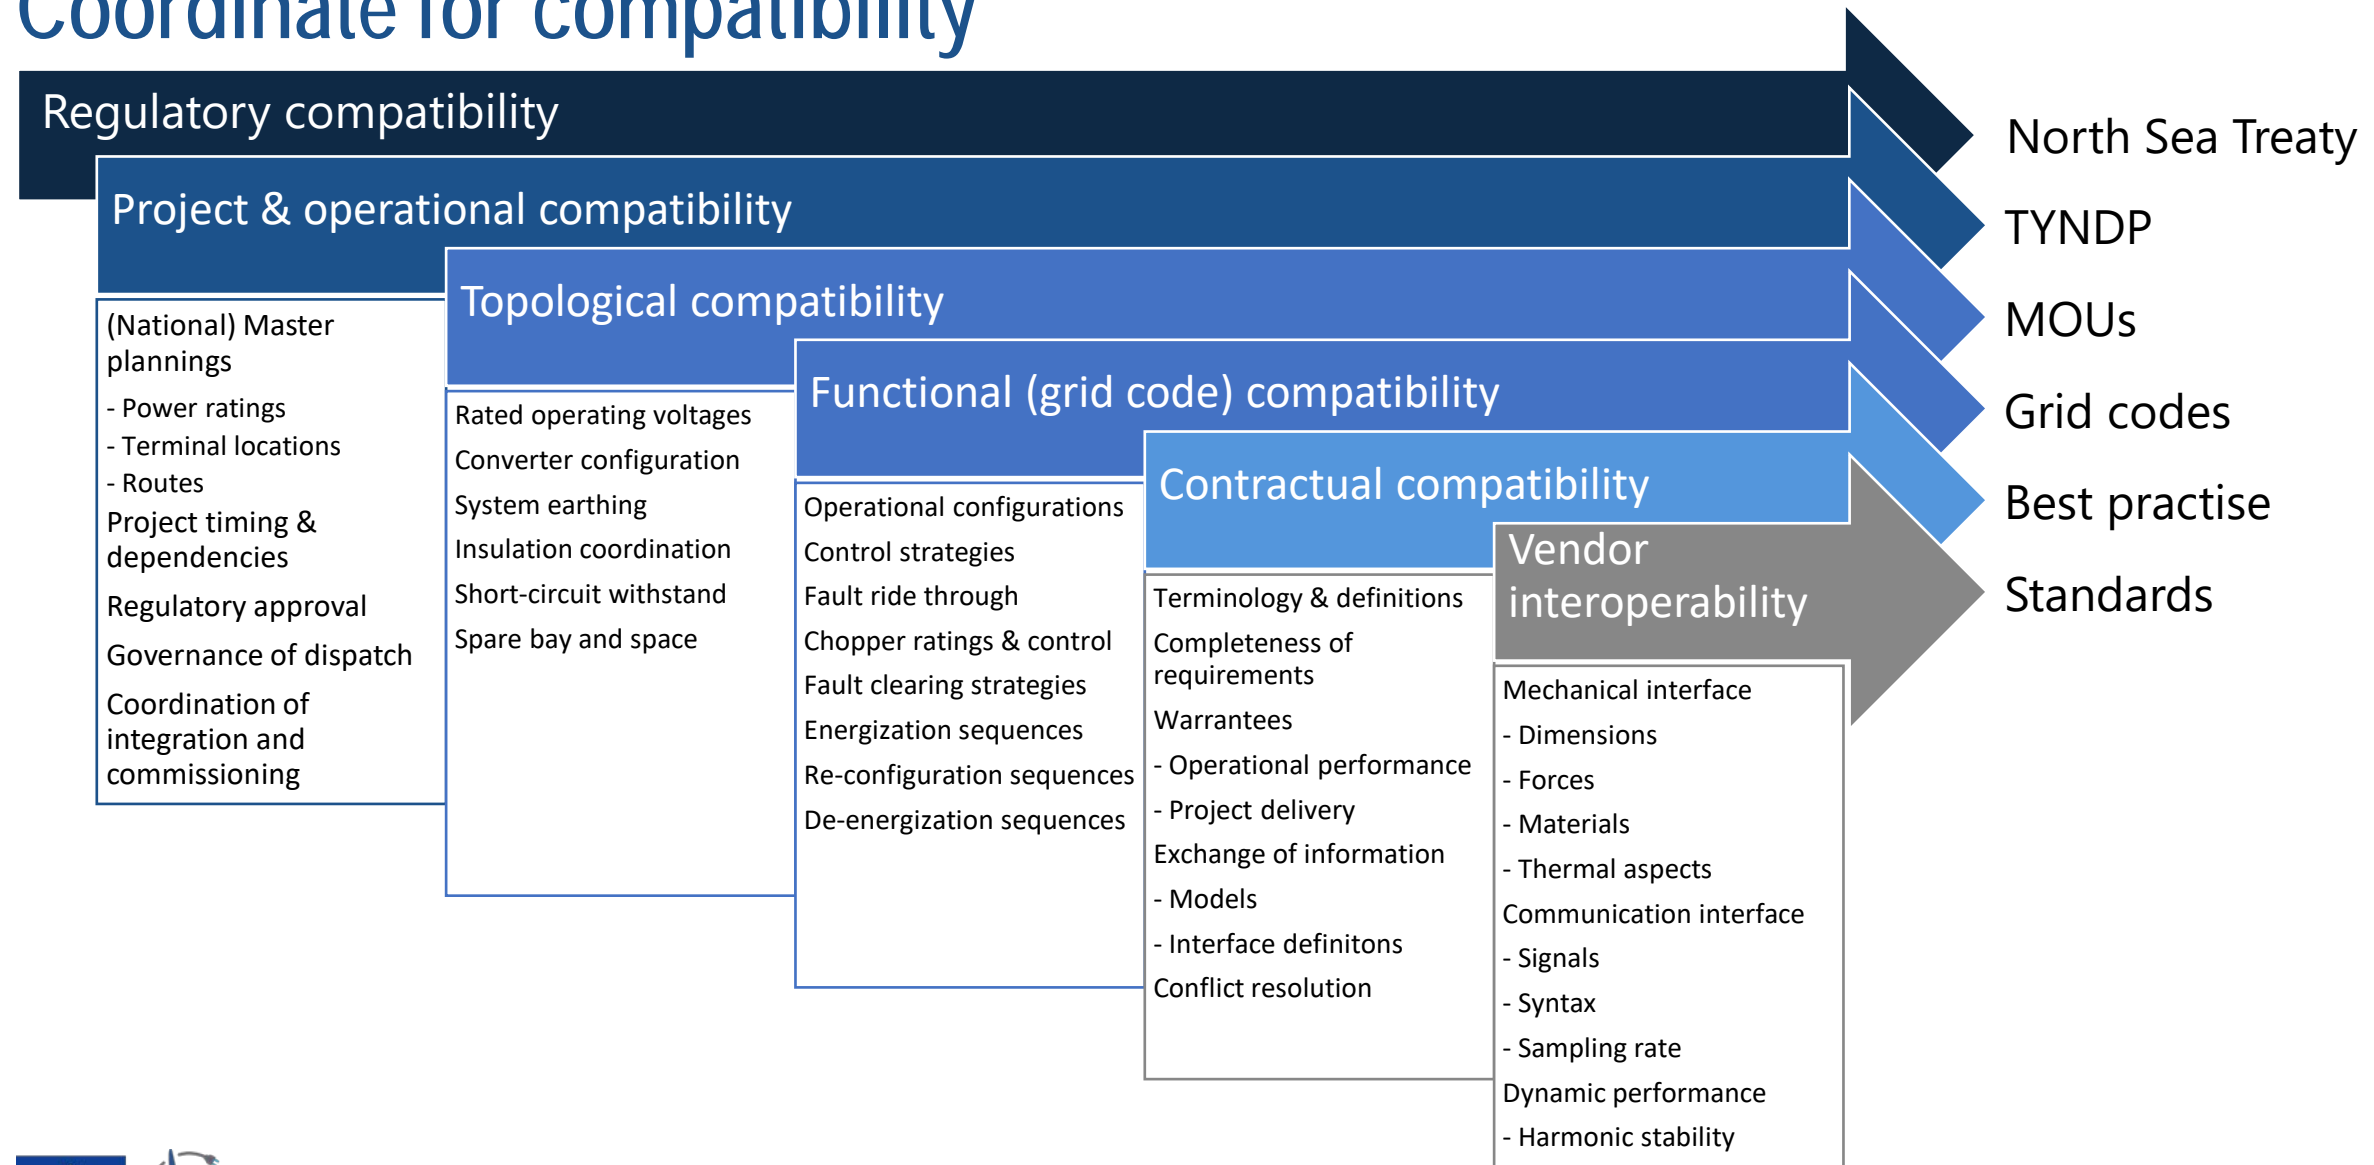 Coordinate for compatibility
Regulatory compatibility
North Sea Treaty
Project & operational compatibility
TYNDP
(National) Master
plannings
- Power ratings
- Terminal locations
- Routes
Project timing &
dependencies
Regulatory approval
Governance of dispatch
Coordination of
integration and
commissioning
Topological compatibility
MOUs
Rated operating voltages
Converter configuration
System earthing
Insulation coordination
Short-circuit withstand
Spare bay and space
Functional (grid code) compatibility
Grid codes
Operational configurations
Control strategies
Fault ride through
Chopper ratings & control
Fault clearing strategies
Energization sequences
Re-configuration sequences
De-energization sequences
Contractual compatibility
Best practise
Terminology & definitions
Completeness of
requirements
Warrantees
- Operational performance
- Project delivery
Exchange of information
- Models
- Interface definitons
Conflict resolution
Vendor
interoperability
Standards
Mechanical interface
- Dimensions
- Forces
- Materials
- Thermal aspects
Communication interface
- Signals
- Syntax
- Sampling rate
Dynamic performance
- Harmonic stability